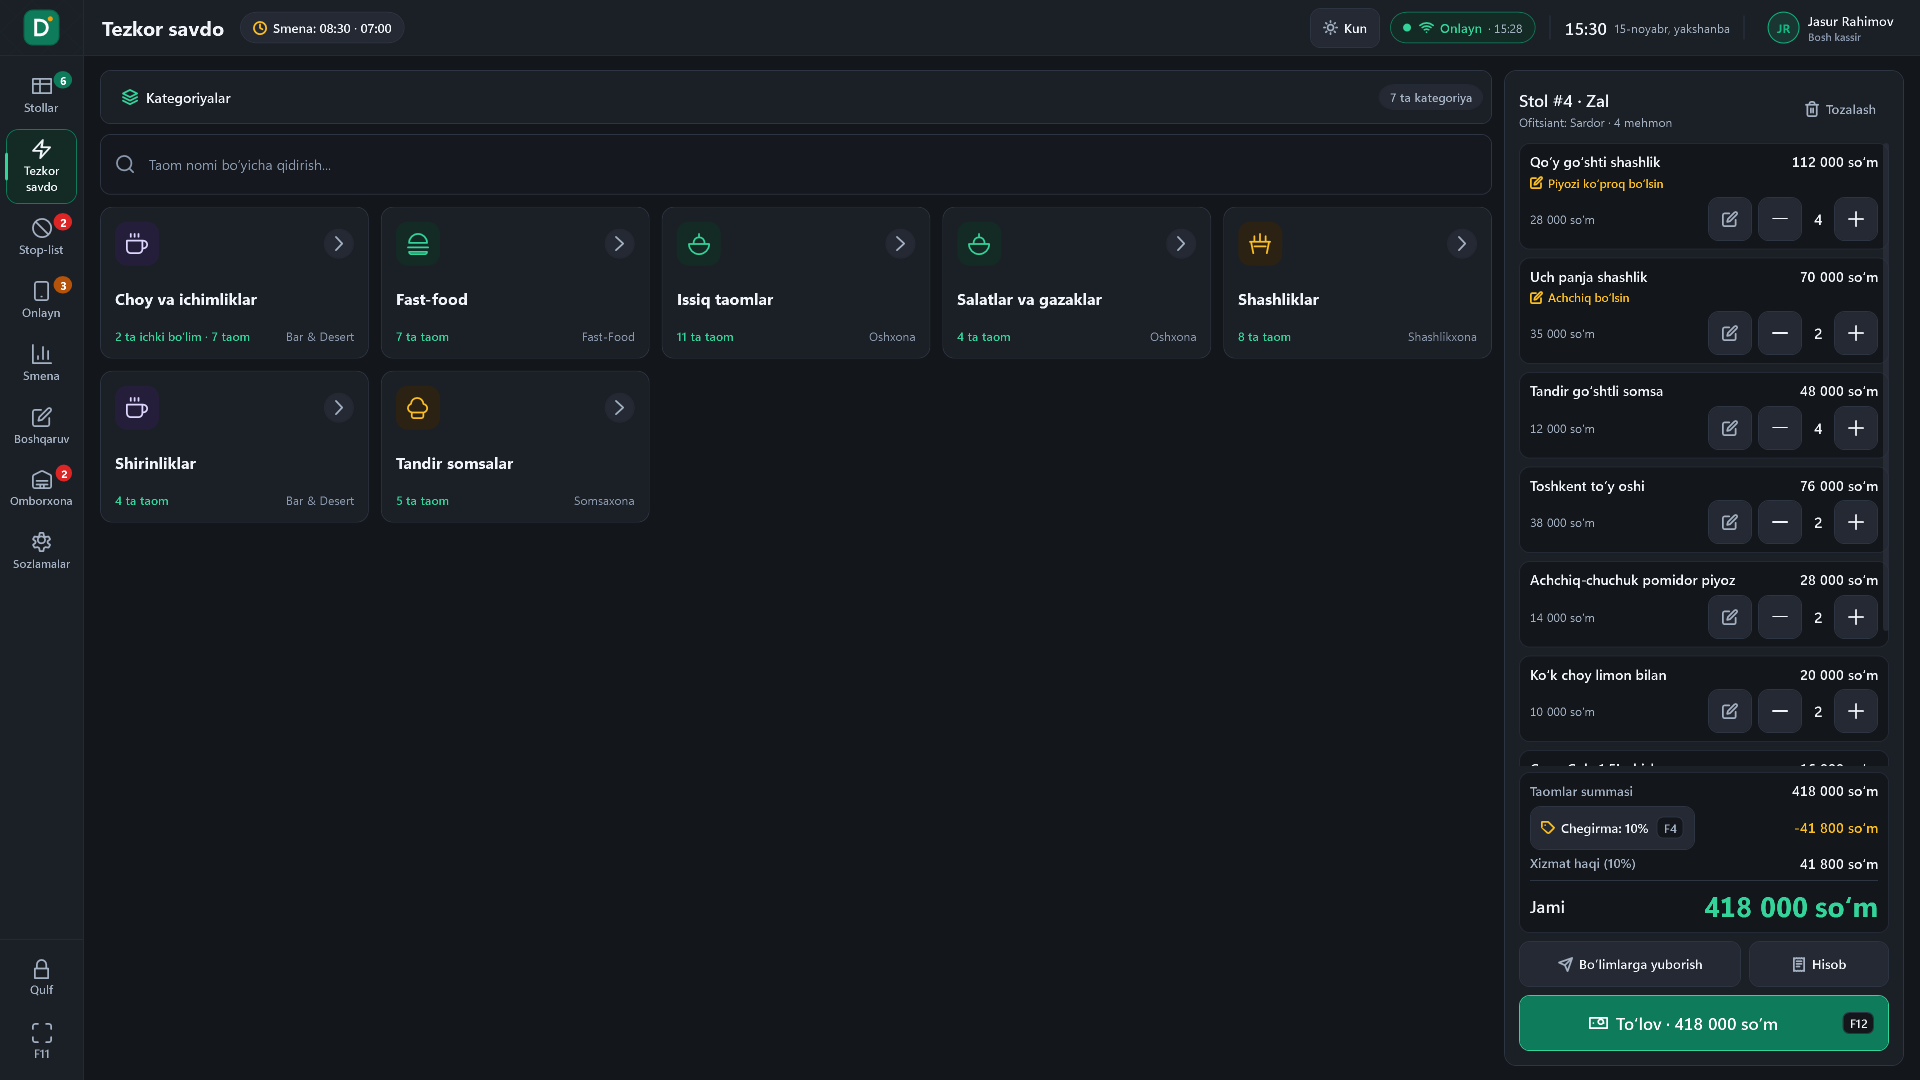 D
Tezkor savdo
Smena: 08:30 · 07:00
Kun
Onlayn · 15:28
15:30 15-noyabr, yakshanba
JR
Jasur Rahimov
Bosh kassir
6
Stollar
Tezkor
savdo
2
Stop-list
3
Onlayn
Smena
Boshqaruv
2
Omborxona
Sozlamalar
Qulf
F11
Kategoriyalar
7 ta kategoriya
Taom nomi bo‘yicha qidirish...
Choy va ichimliklar
2 ta ichki bo‘lim · 7 taom Bar & Desert
Fast-food
7 ta taom Fast-Food
Issiq taomlar
11 ta taom Oshxona
Salatlar va gazaklar
4 ta taom Oshxona
Shashliklar
8 ta taom Shashlikxona
Shirinliklar
4 ta taom Bar & Desert
Tandir somsalar
5 ta taom Somsaxona
Stol #4 · Zal
Ofitsiant: Sardor · 4 mehmon
Tozalash
Qo‘y go‘shti shashlik 112 000 so‘m
Piyozi ko‘proq bo‘lsin
28 000 so‘m 4
Uch panja shashlik 70 000 so‘m
Achchiq bo‘lsin
35 000 so‘m 2
Tandir go‘shtli somsa 48 000 so‘m
12 000 so‘m 4
Toshkent to‘y oshi 76 000 so‘m
38 000 so‘m 2
Achchiq-chuchuk pomidor piyoz 28 000 so‘m
14 000 so‘m 2
Ko‘k choy limon bilan 20 000 so‘m
10 000 so‘m 2
Taomlar summasi 418 000 so‘m
Chegirma: 10% F4 -41 800 so‘m
Xizmat haqi (10%) 41 800 so‘m
Jami 418 000 so‘m
Bo‘limlarga yuborish
Hisob
To‘lov · 418 000 so‘m F12